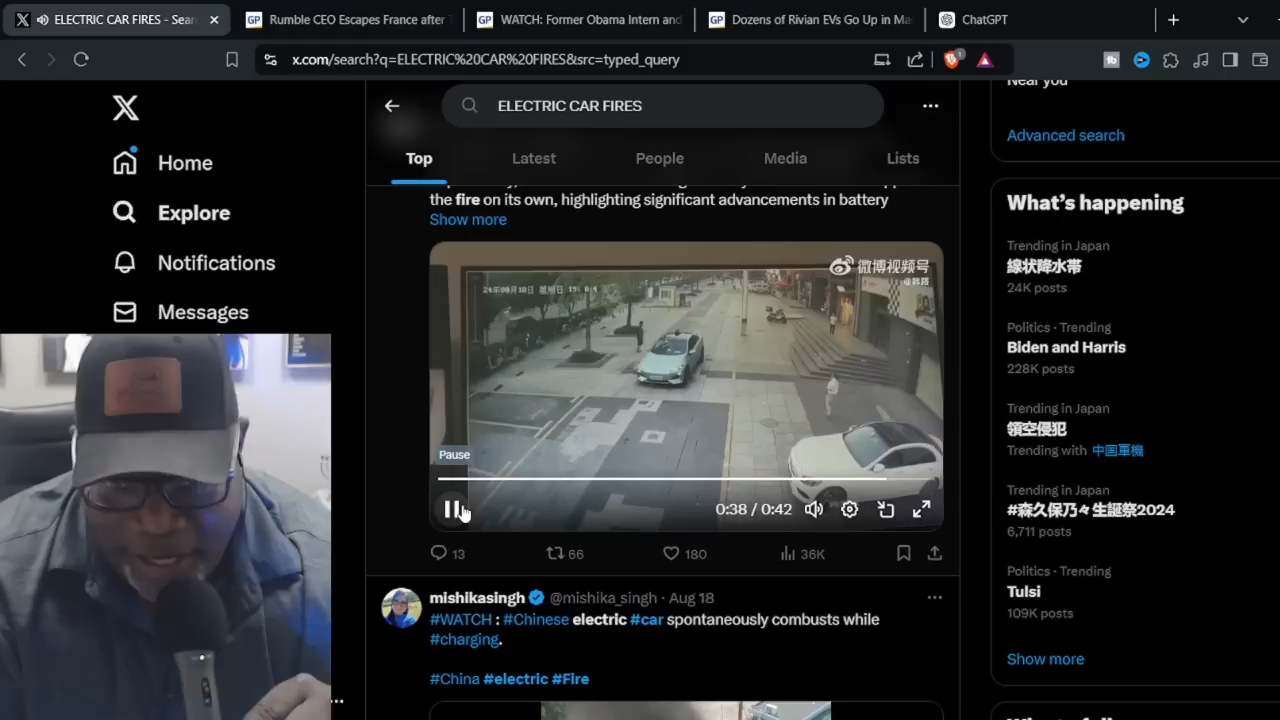 ELECTRIC CAR FIRES - Sear
Rumble CEO Escapes France after
WATCH: Former Obama Intern and
Dozens of Rivian EVs Go Up in Ma
ChatGPT
x.com/search?q=ELECTRIC%20CAR%20FIRES&src=typed_query
Home
Explore
Notifications
Messages
ELECTRIC CAR FIRES
Top
Latest
People
Media
Lists
the fire on its own, highlighting significant advancements in battery
Show more
微博视频号
@韩路
Pause
0:38 / 0:42
13
66
180
36K
mishikasingh @mishika_singh · Aug 18
#WATCH : #Chinese electric #car spontaneously combusts while
#charging.
#China #electric #Fire
Near you
Advanced search
What's happening
Trending in Japan
線状降水帯
24K posts
Politics · Trending
Biden and Harris
228K posts
Trending in Japan
領空侵犯
Trending with 中国軍機
Trending in Japan
#森久保乃々生誕祭2024
6,711 posts
Politics · Trending
Tulsi
109K posts
Show more